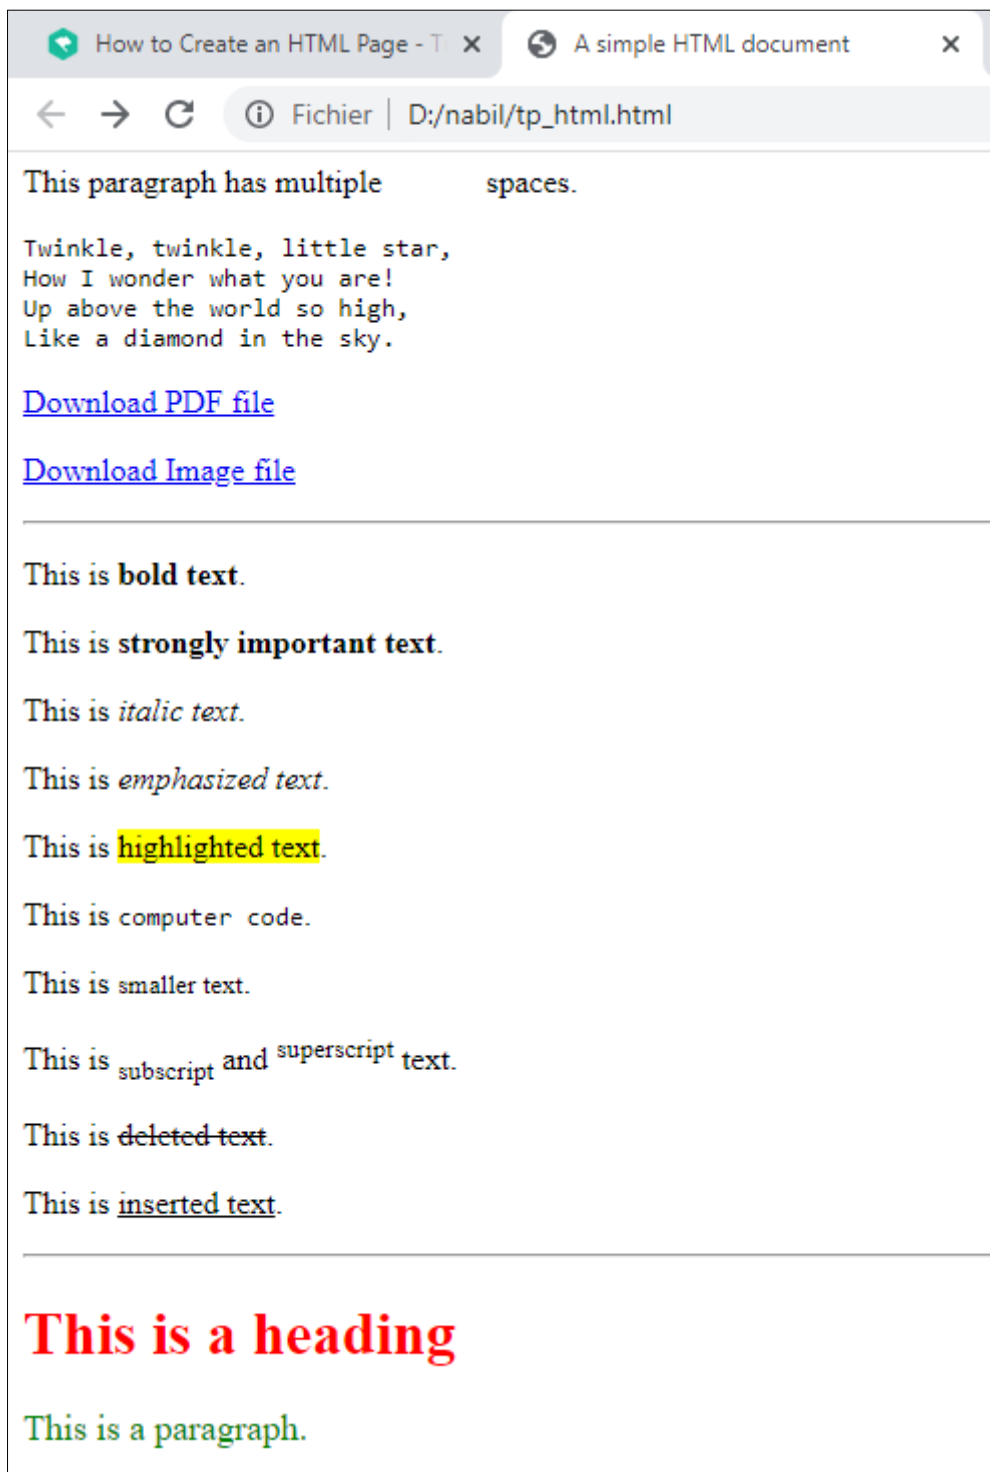 How to Create an HTML Page - T
A simple HTML document
Fichier | D:/nabil/tp_html.html
This paragraph has multiple spaces.
Twinkle, twinkle, little star,
How I wonder what you are!
Up above the world so high,
Like a diamond in the sky.
Download PDF file
Download Image file
This is bold text.
This is strongly important text.
This is italic text.
This is emphasized text.
This is highlighted text.
This is computer code.
This is smaller text.
This is subscript and superscript text.
This is deleted text.
This is inserted text.
This is a heading
This is a paragraph.